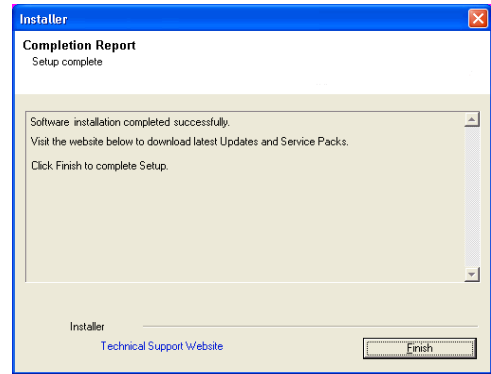 Installer
Completion Report
Setup complete
Software installation completed successfully.
Visit the website below to download latest Updates and Service Packs.
Click Finish to complete Setup.
Installer
Technical Support Website
Finish